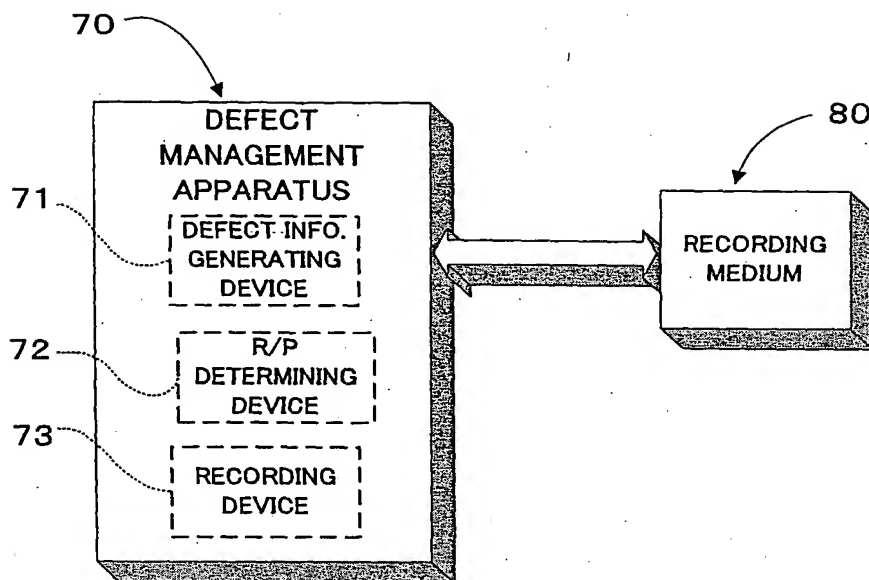 70
DEFECT
MANAGEMENT
APPARATUS
71
DEFECT INFO.
GENERATING
DEVICE
72
R/P
DETERMINING
DEVICE
73
RECORDING
DEVICE
80
RECORDING
MEDIUM